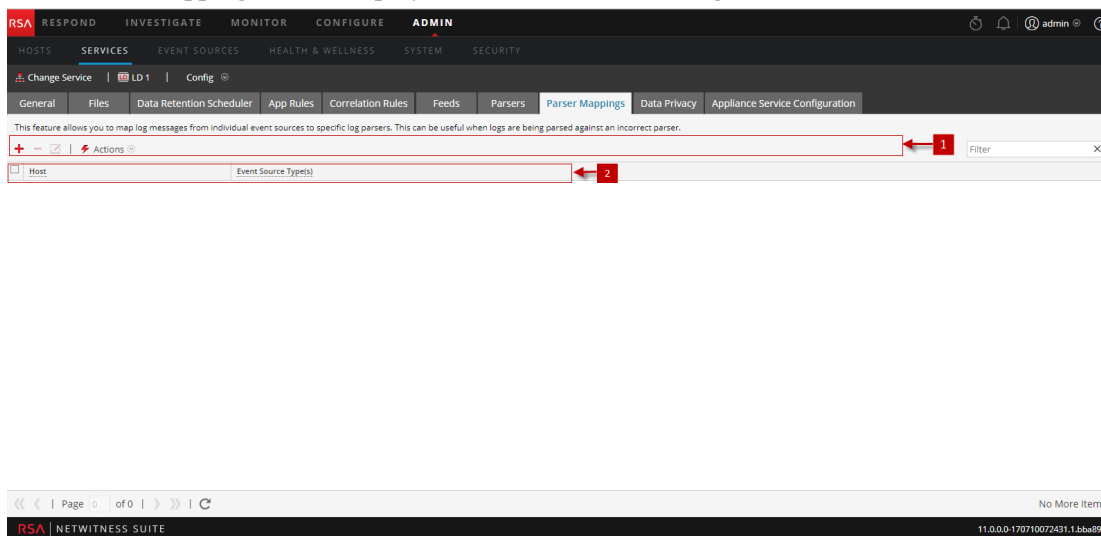 RSA RESPOND INVESTIGATE MONITOR CONFIGURE ADMIN admin
HOSTS SERVICES EVENT SOURCES HEALTH & WELLNESS SYSTEM SECURITY
Change Service | LD 1 | Config
General Files Data Retention Scheduler App Rules Correlation Rules Feeds Parsers Parser Mappings Data Privacy Appliance Service Configuration
This feature allows you to map log messages from individual event sources to specific log parsers. This can be useful when logs are being parsed against an incorrect parser.
+ − | Actions 1 Filter X
Host Event Source Type(s) 2
| Page 0 of 0 | | No More Item
RSA | NETWITNESS SUITE 11.0.0.0-170710072431.1.bba89